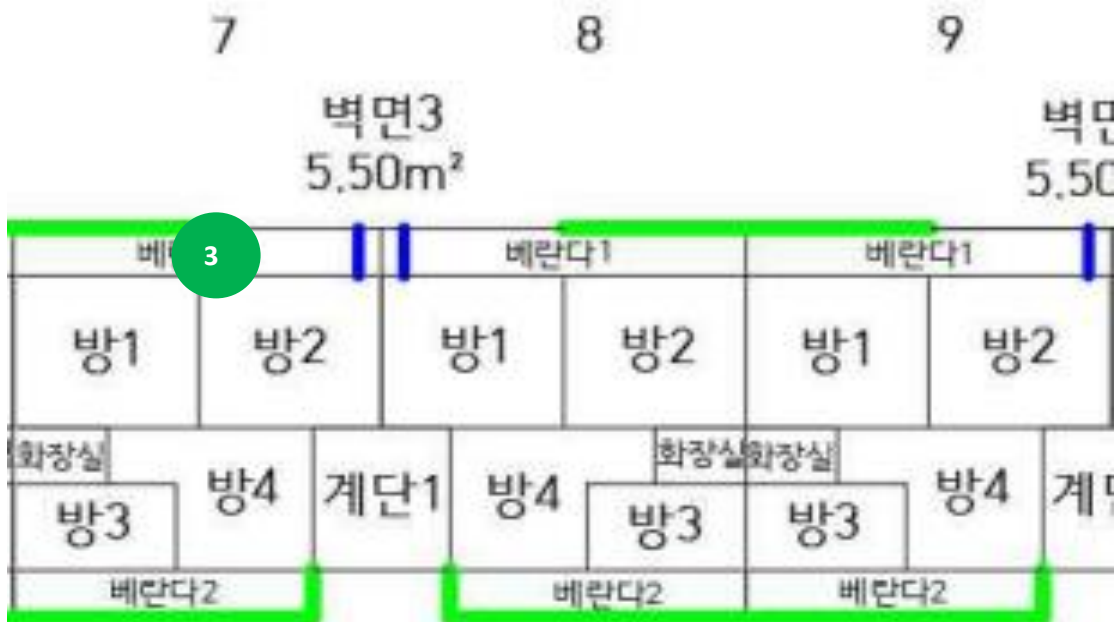 7 8 9
벽면3
5.50m²
5.50
베란다1 베란다1
3
방1 방2 방1 방2 방1 방2
화장실 화장실 화장실
방4 계단1 방4 방4
방3 방3 방3
베란다2 베란다2 베란다2